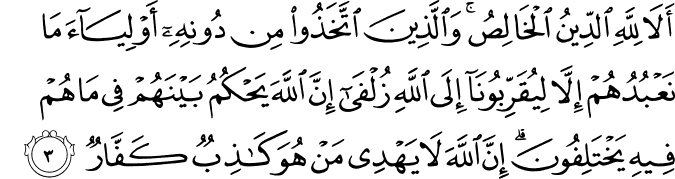 أَلَا لِلَّهِ ٱلدِّينُ ٱلْخَالِصُ ۚ وَٱلَّذِينَ ٱتَّخَذُوا۟ مِن دُونِهِۦٓ أَوْلِيَآءَ مَا
نَعْبُدُهُمْ إِلَّا لِيُقَرِّبُونَآ إِلَى ٱللَّهِ زُلْفَىٰٓ إِنَّ ٱللَّهَ يَحْكُمُ بَيْنَهُمْ فِى مَا هُمْ
فِيهِ يَخْتَلِفُونَ ۗ إِنَّ ٱللَّهَ لَا يَهْدِى مَنْ هُوَ كَـٰذِبٌ كَفَّارٌ ٣